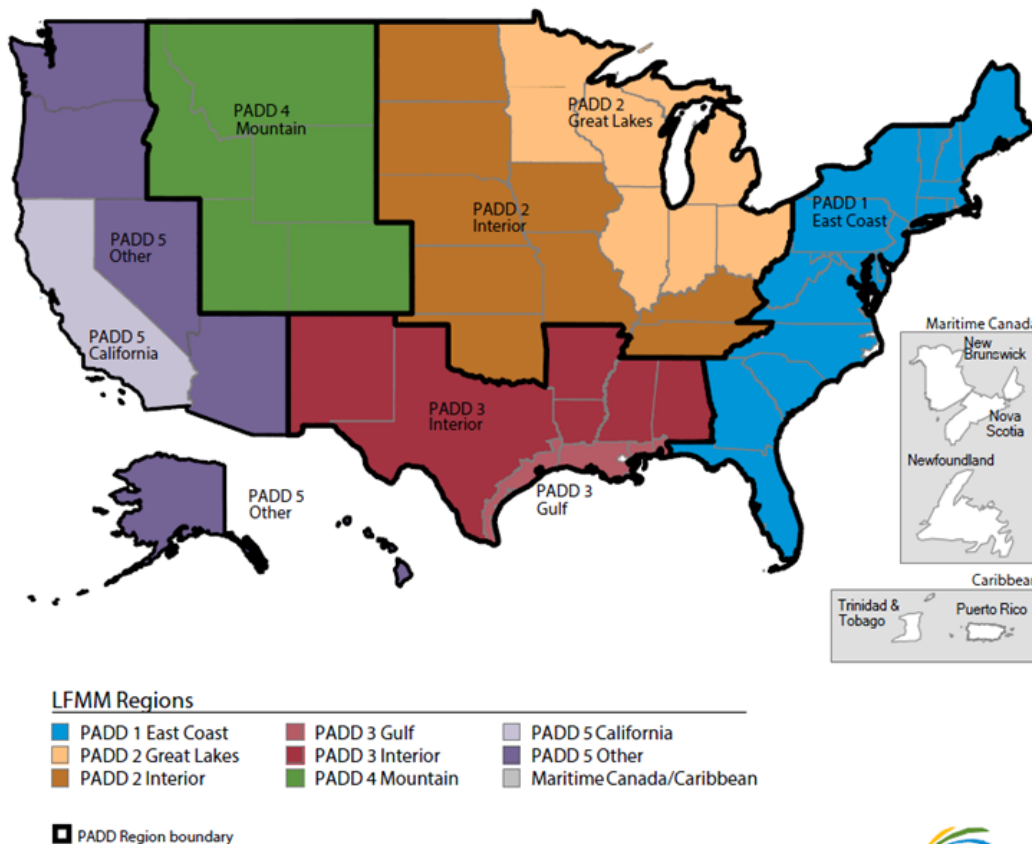 PADD 4
Mountain
PADD 2
Great Lakes
PADD 1
East Coast
PADD 2
Interior
PADD 5
Other
PADD 5
California
PADD 3
Interior
PADD 3
Gulf
PADD 5
Other
Maritime Canada
New
Brunswick
Nova
Scotia
Newfoundland
Caribbean
Trinidad &
Tobago
Puerto Rico
LFMM Regions
PADD 1 East Coast
PADD 2 Great Lakes
PADD 2 Interior
PADD 3 Gulf
PADD 3 Interior
PADD 4 Mountain
PADD 5 California
PADD 5 Other
Maritime Canada/Caribbean
PADD Region boundary